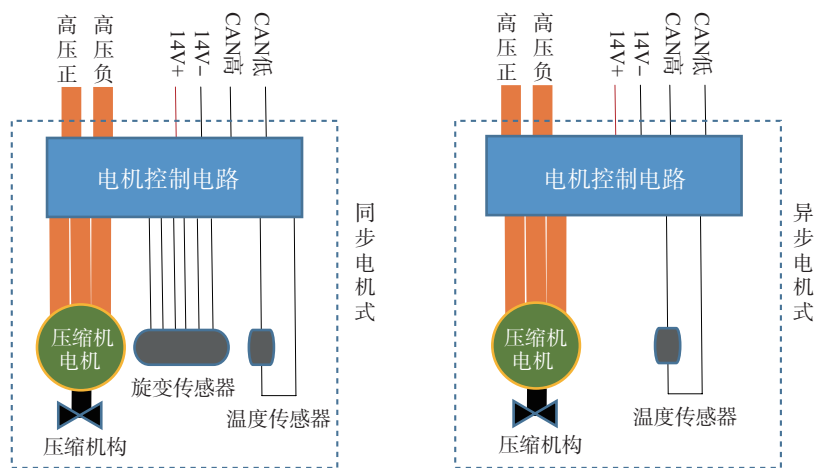 高压正
高压负
14V+
14V-
CAN高
CAN低
电机控制电路
压缩机
电机
旋变传感器
温度传感器
压缩机构
同步电机式
高压正
高压负
14V+
14V-
CAN高
CAN低
电机控制电路
压缩机
电机
温度传感器
压缩机构
异步电机式